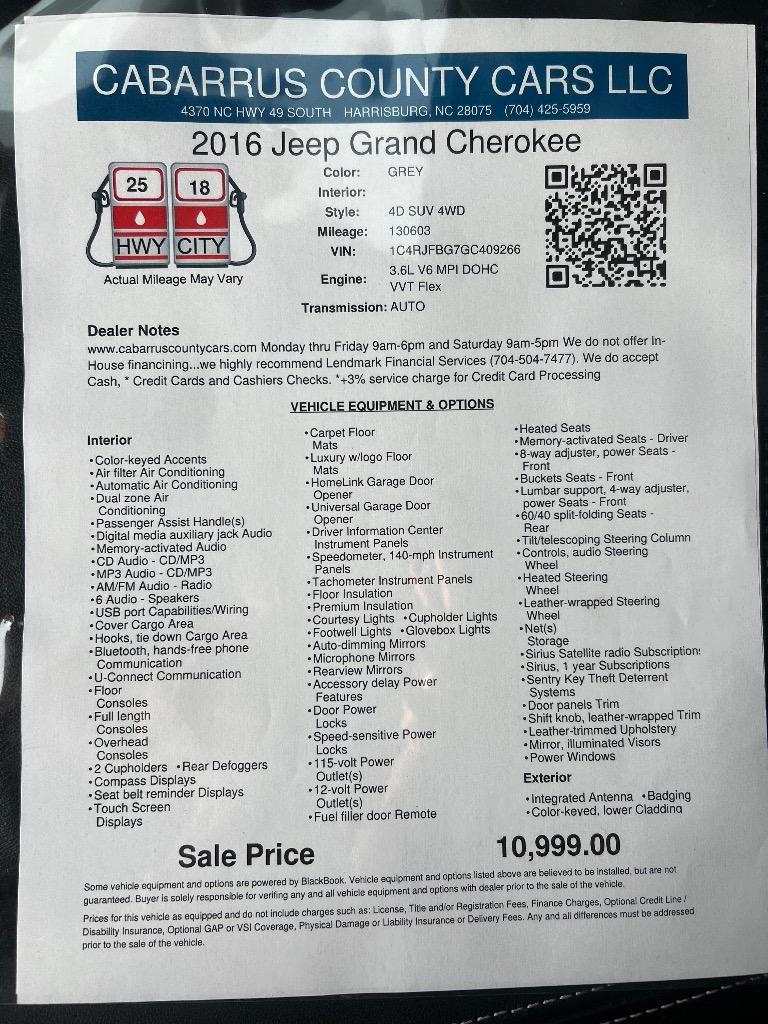 CABARRUS COUNTY CARS LLC
4370 NC HWY 49 SOUTH HARRISBURG, NC 28075 (704) 425-5959
2016 Jeep Grand Cherokee
25 18
HWY CITY
Actual Mileage May Vary
Color: GREY
Interior:
Style: 4D SUV 4WD
Mileage: 130603
VIN: 1C4RJFBG7GC409266
Engine: 3.6L V6 MPI DOHC
VVT Flex
Transmission: AUTO
Dealer Notes
www.cabarruscountycars.com Monday thru Friday 9am-6pm and Saturday 9am-5pm We do not offer In-
House financining...we highly recommend Lendmark Financial Services (704-504-7477). We do accept
Cash, * Credit Cards and Cashiers Checks. *+3% service charge for Credit Card Processing
VEHICLE EQUIPMENT & OPTIONS
Interior
•Color-keyed Accents
•Air filter Air Conditioning
•Automatic Air Conditioning
•Dual zone Air
Conditioning
•Passenger Assist Handle(s)
•Digital media auxiliary jack Audio
•Memory-activated Audio
•CD Audio - CD/MP3
•MP3 Audio - CD/MP3
•AM/FM Audio - Radio
•6 Audio - Speakers
•USB port Capabilities/Wiring
•Cover Cargo Area
•Hooks, tie down Cargo Area
•Bluetooth, hands-free phone
Communication
•U-Connect Communication
•Floor
Consoles
•Full length
Consoles
•Overhead
Consoles
•2 Cupholders •Rear Defoggers
•Compass Displays
•Seat belt reminder Displays
•Touch Screen
Displays
•Carpet Floor
Mats
•Luxury w/logo Floor
Mats
•HomeLink Garage Door
Opener
•Universal Garage Door
Opener
•Driver Information Center
Instrument Panels
•Speedometer, 140-mph Instrument
Panels
•Tachometer Instrument Panels
•Floor Insulation
•Premium Insulation
•Courtesy Lights •Cupholder Lights
•Footwell Lights •Glovebox Lights
•Auto-dimming Mirrors
•Microphone Mirrors
•Rearview Mirrors
•Accessory delay Power
Features
•Door Power
Locks
•Speed-sensitive Power
Locks
•115-volt Power
Outlet(s)
•12-volt Power
Outlet(s)
•Fuel filler door Remote
•Heated Seats
•Memory-activated Seats - Driver
•8-way adjuster, power Seats -
Front
•Buckets Seats - Front
•Lumbar support, 4-way adjuster,
power Seats - Front
•60/40 split-folding Seats -
Rear
•Tilt/telescoping Steering Column
•Controls, audio Steering
Wheel
•Heated Steering
Wheel
•Leather-wrapped Steering
Wheel
•Net(s)
Storage
•Sirius Satellite radio Subscriptions
•Sirius, 1 year Subscriptions
•Sentry Key Theft Deterrent
Systems
•Door panels Trim
•Shift knob, leather-wrapped Trim
•Leather-trimmed Upholstery
•Mirror, illuminated Visors
•Power Windows
Exterior
•Integrated Antenna •Badging
•Color-keyed, lower Cladding
Sale Price 10,999.00
Some vehicle equipment and options are powered by BlackBook. Vehicle equipment and options listed above are believed to be installed, but are not
guaranteed. Buyer is solely responsible for verifing any and all vehicle equipment and options with dealer prior to the sale of the vehicle.
Prices for this vehicle as equipped and do not include charges such as: License, Title and/or Registration Fees, Finance Charges, Optional Credit Line /
Disability Insurance, Optional GAP or VSI Coverage, Physical Damage or Liability Insurance or Delivery Fees. Any and all differences must be addressed
prior to the sale of the vehicle.